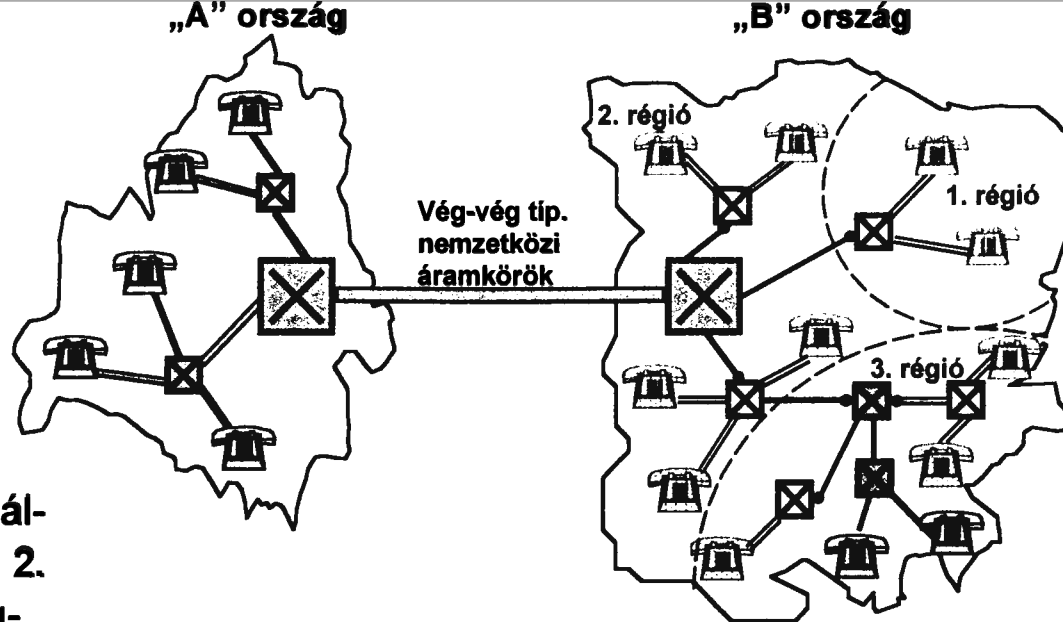 „A” ország
„B” ország
2. régió
1. régió
Vég-vég típ.
nemzetközi
áramkörök
3. régió
ál-
2.